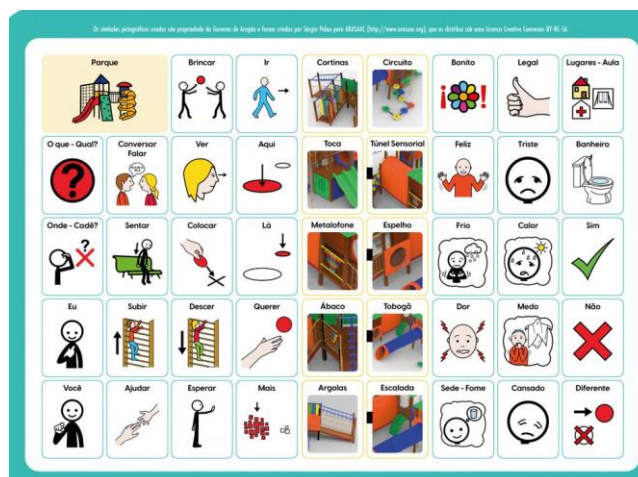 Os símbolos pictográficos usados são propriedade do Governo de Aragão e foram criados por Sérgio Palao para ARASAAC (http://www.arasaac.org), que os distribui sob uma Licença Creative Commons BY-NC-SA
Parque
Brincar
Ir
Cortinas
Circuito
Bonito
Legal
Lugares - Aula
O que - Qual?
Conversar
Falar
Ver
Aqui
Toca
Túnel Sensorial
Feliz
Triste
Banheiro
Onde - Cadê?
Sentar
Colocar
Lá
Metalofone
Espelho
Frio
Calor
Sim
Eu
Subir
Descer
Querer
Ábaco
Tobogã
Dor
Medo
Não
Você
Ajudar
Esperar
Mais
Argolas
Escalada
Sede - Fome
Cansado
Diferente